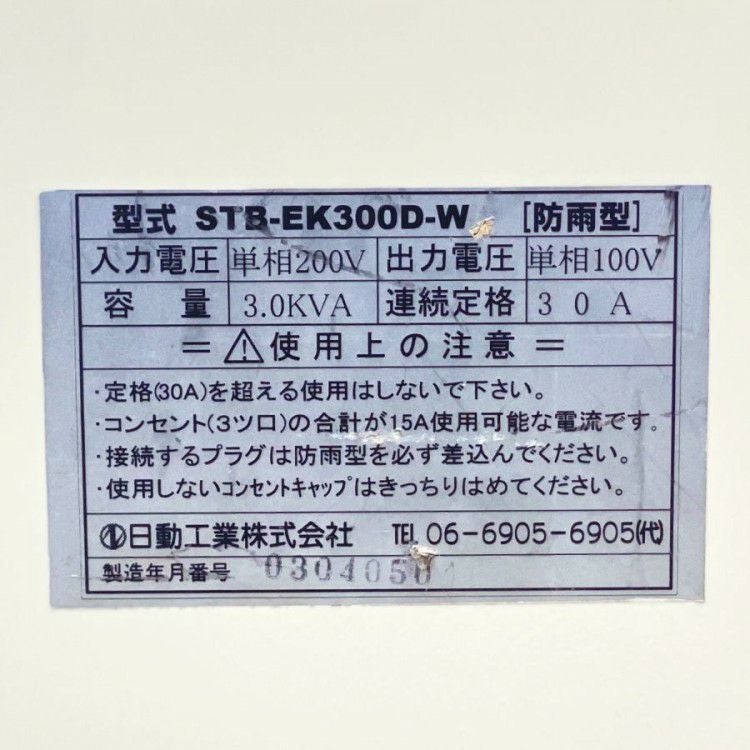 型式 STB-EK300D-W [防雨型]
入力電圧 単相200V 出力電圧 単相100V
容量 3.0KVA 連続定格 30A
=⚠使用上の注意=
・定格(30A)を超える使用はしないで下さい。
・コンセント(3ツ口)の合計が15A使用可能な電流です。
・接続するプラグは防雨型を必ず差込んでください。
・使用しないコンセントキャップはきっちりはめてください。
日動工業株式会社 TEL 06-6905-6905(代)
製造年月番号 0304050